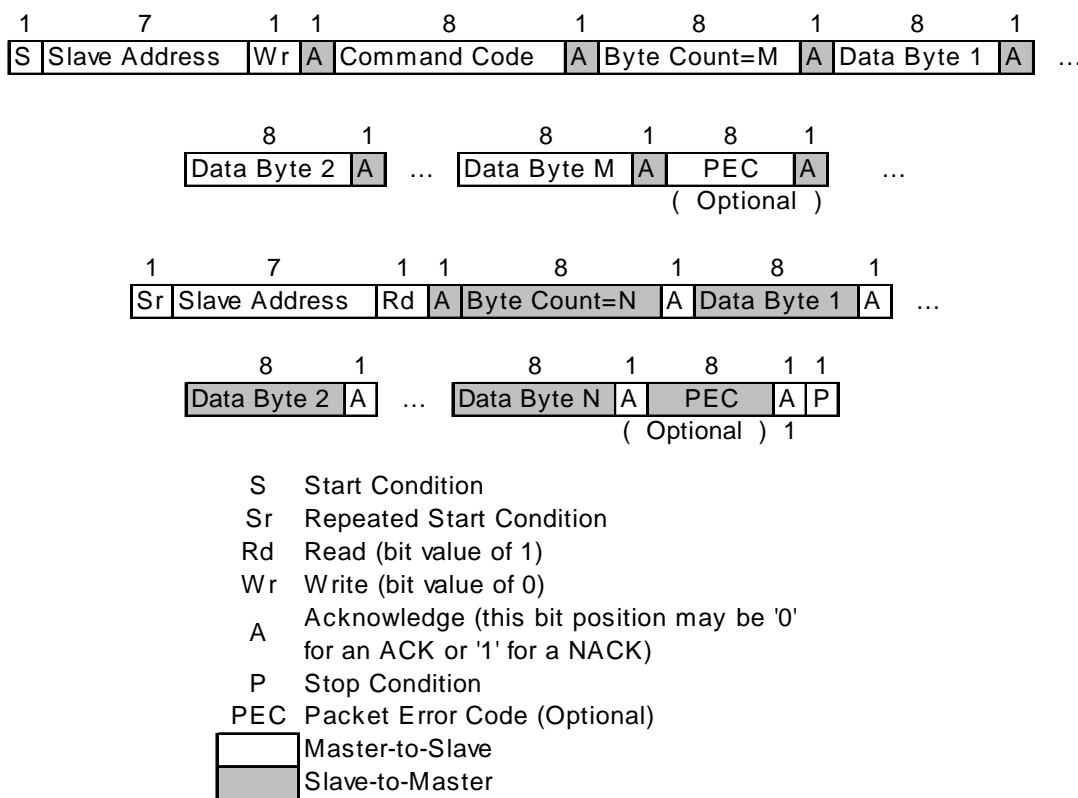 1 7 1 1 8 1 8 1 8 1
S Slave Address Wr A Command Code A Byte Count=M A Data Byte 1 A ...
8 1 8 1 8 1
Data Byte 2 A ... Data Byte M A PEC A ...
( Optional )
1 7 1 1 8 1 8 1
Sr Slave Address Rd A Byte Count=N A Data Byte 1 A ...
8 1 8 1 8 1 1
Data Byte 2 A ... Data Byte N A PEC A P
( Optional ) 1
S Start Condition
Sr Repeated Start Condition
Rd Read (bit value of 1)
Wr Write (bit value of 0)
A Acknowledge (this bit position may be '0'
for an ACK or '1' for a NACK)
P Stop Condition
PEC Packet Error Code (Optional)
Master-to-Slave
Slave-to-Master